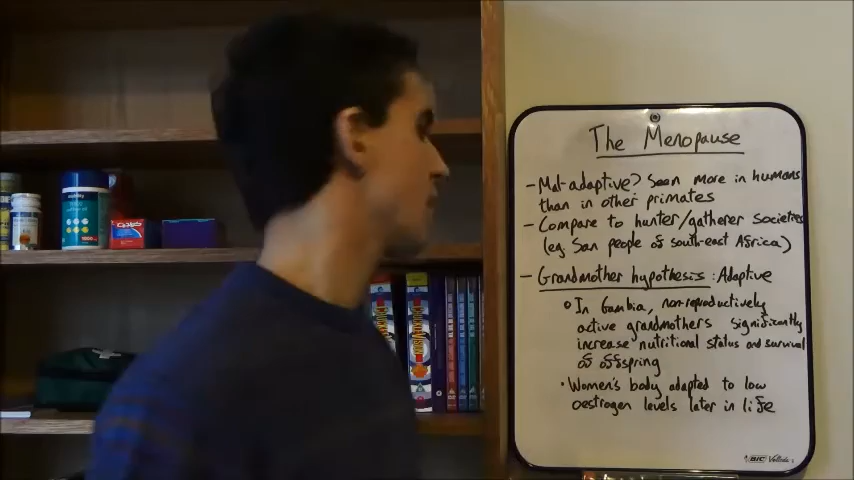 The Menopause
- Mal-adaptive? Seen more in humans
than in other primates
- Compare to hunter/gatherer societies
(eg. San people of south-east Africa)
- Grandmother hypothesis : Adaptive
In Gambia, non-reproductively
active grandmothers significantly
increase nutritional status and survival
of offspring
• Women's body adapted to low
oestrogen levels later in life
BIC Velleda